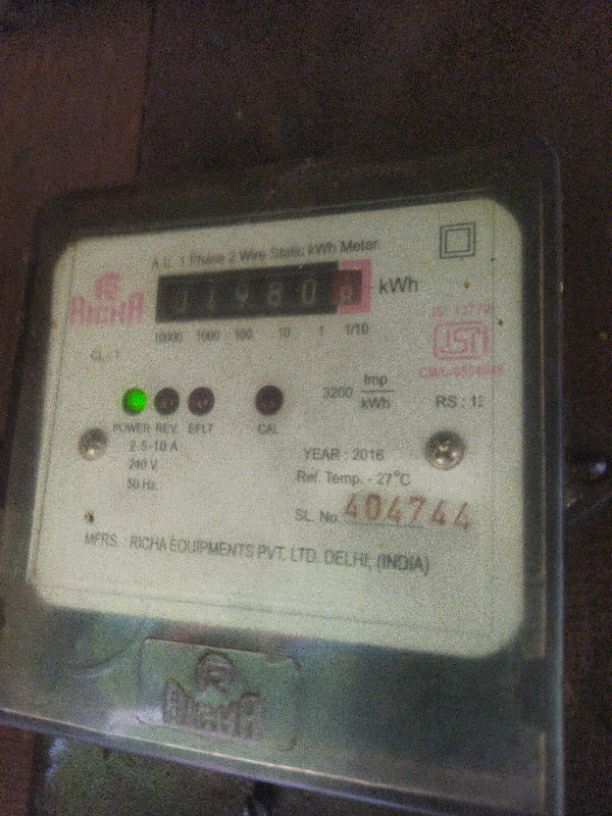 A.U. 1 Phase 2 Wire Static kWh Meter.
RICHA
kWh
10000 1000 100 10 1 1/10
CL : 1
3200 Imp
kWh
RS : 12
POWER REV. EFLT CAL
2.5-10 A
240 V.
50 Hz.
YEAR : 2016
Ref. Temp. - 27°C
SL. No. 404744
MFRS. : RICHA EQUIPMENTS PVT. LTD. DELHI, (INDIA)
RICHA